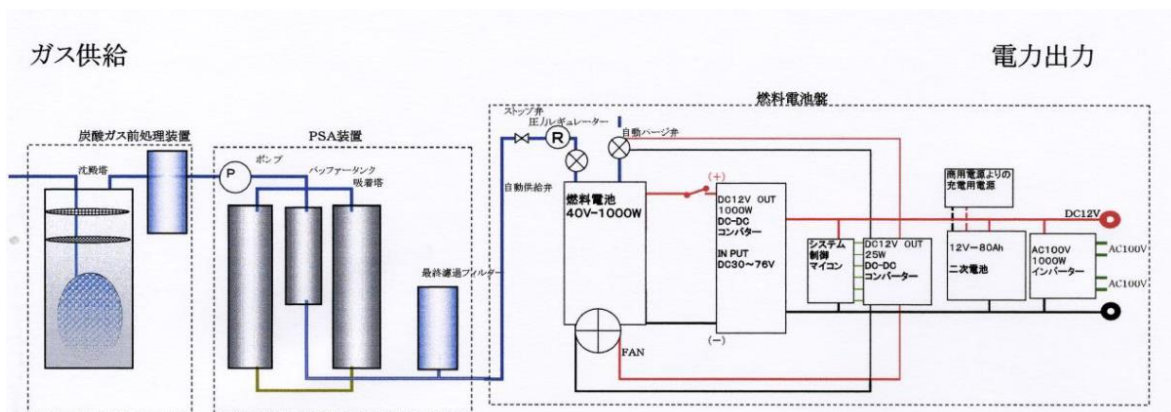 ガス供給
電力出力
炭酸ガス前処理装置
沈殿塔
PSA装置
ポンプ
P
バッファータンク
吸着塔
最終濾過フィルター
燃料電池盤
ストップ弁
圧力レギュレーター
R
自動パージ弁
自動供給弁
燃料電池
40V-1000W
FAN
(+)
(-)
DC12V OUT
1000W
DC-DC
コンバター
IN PUT
DC30~76V
システム
制御
マイコン
DC12V OUT
25W
DC-DC
コンバーター
商用電源よりの
充電用電源
12V-80Ah
二次電池
AC100V
1000W
インバーター
DC12V
AC100V
AC100V